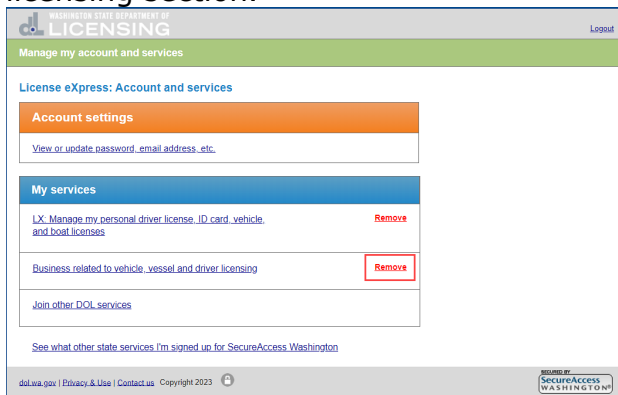 licensing section.
WASHINGTON STATE DEPARTMENT OF
dol LICENSING
Logout
Manage my account and services
License eXpress: Account and services
Account settings
View or update password, email address, etc.
My services
LX: Manage my personal driver license, ID card, vehicle, Remove
and boat licenses
Business related to vehicle, vessel and driver licensing Remove
Join other DOL services
See what other state services I'm signed up for SecureAccess Washington
dol.wa.gov | Privacy & Use | Contact us Copyright 2023
SECURED BY
SecureAccess
WASHINGTON®